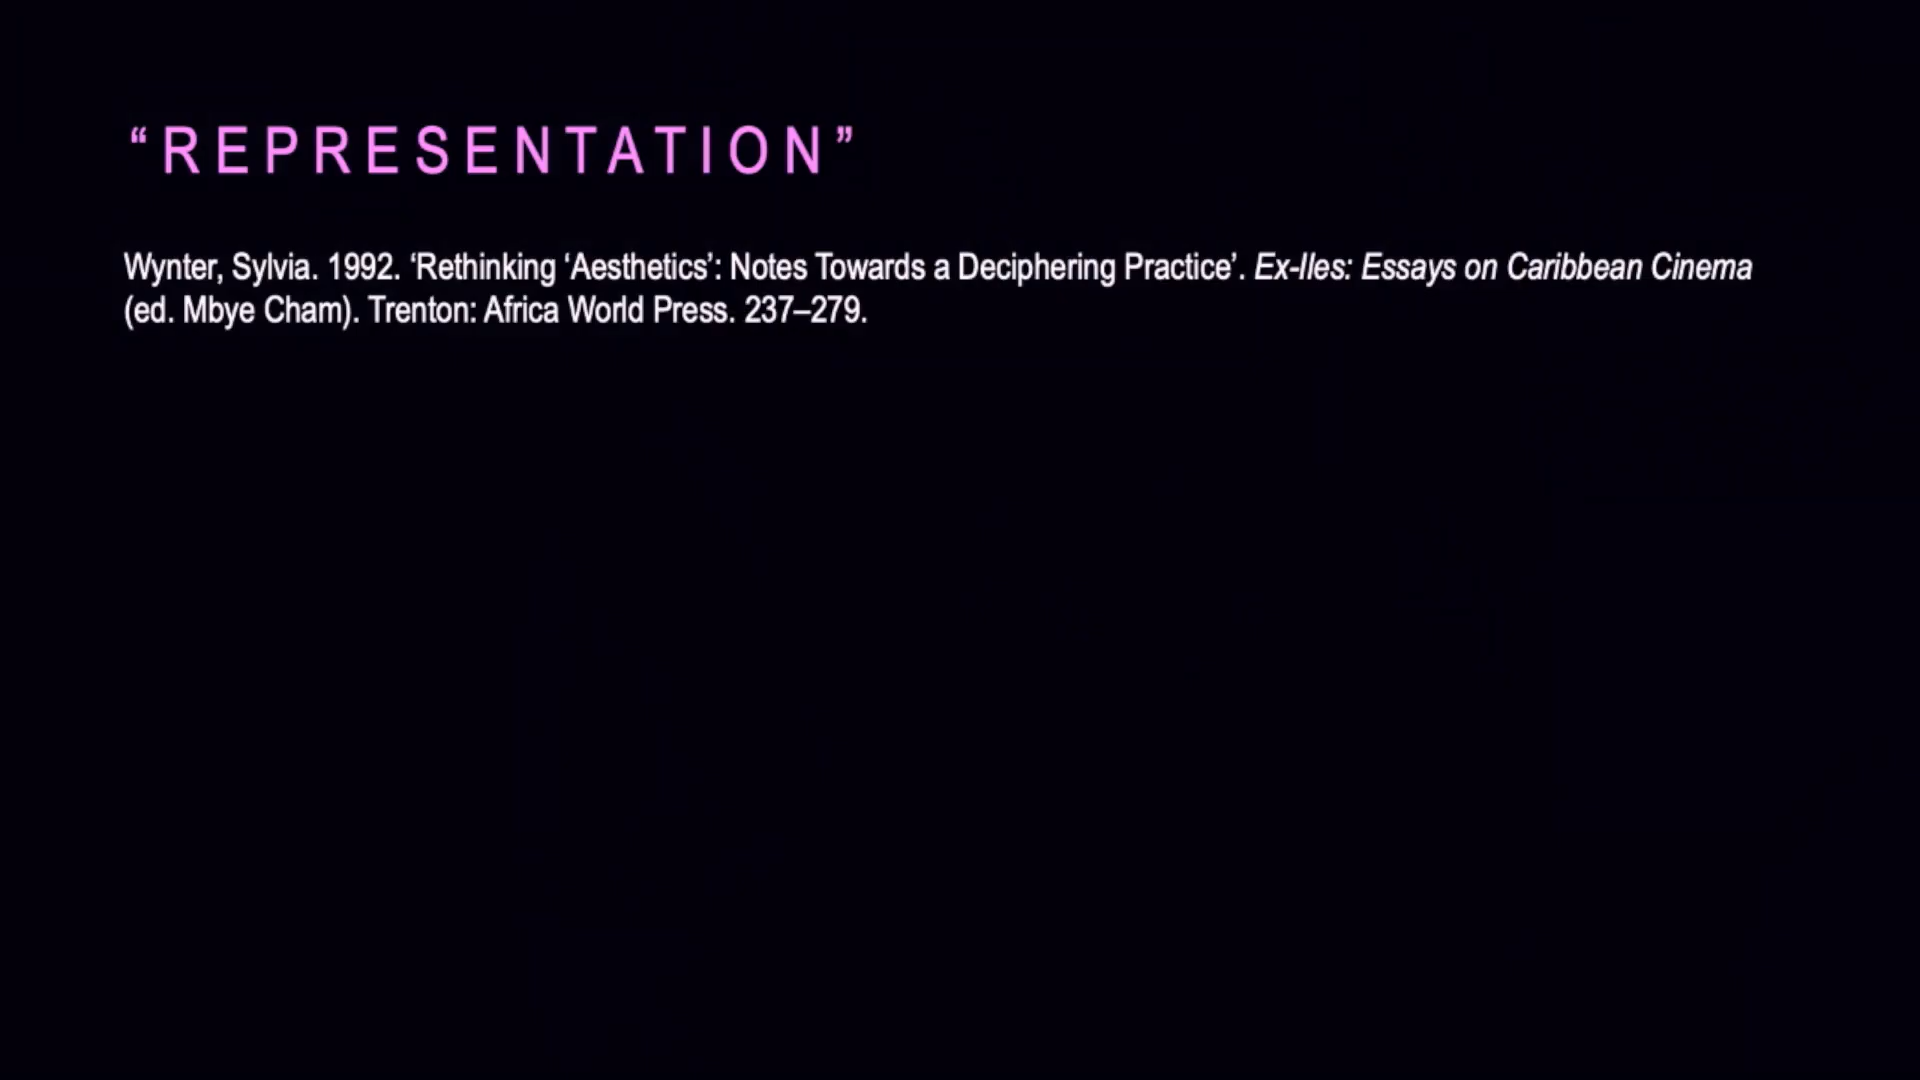 “REPRESENTATION”
Wynter, Sylvia. 1992. ‘Rethinking ‘Aesthetics’: Notes Towards a Deciphering Practice’. Ex-Iles: Essays on Caribbean Cinema
(ed. Mbye Cham). Trenton: Africa World Press. 237–279.